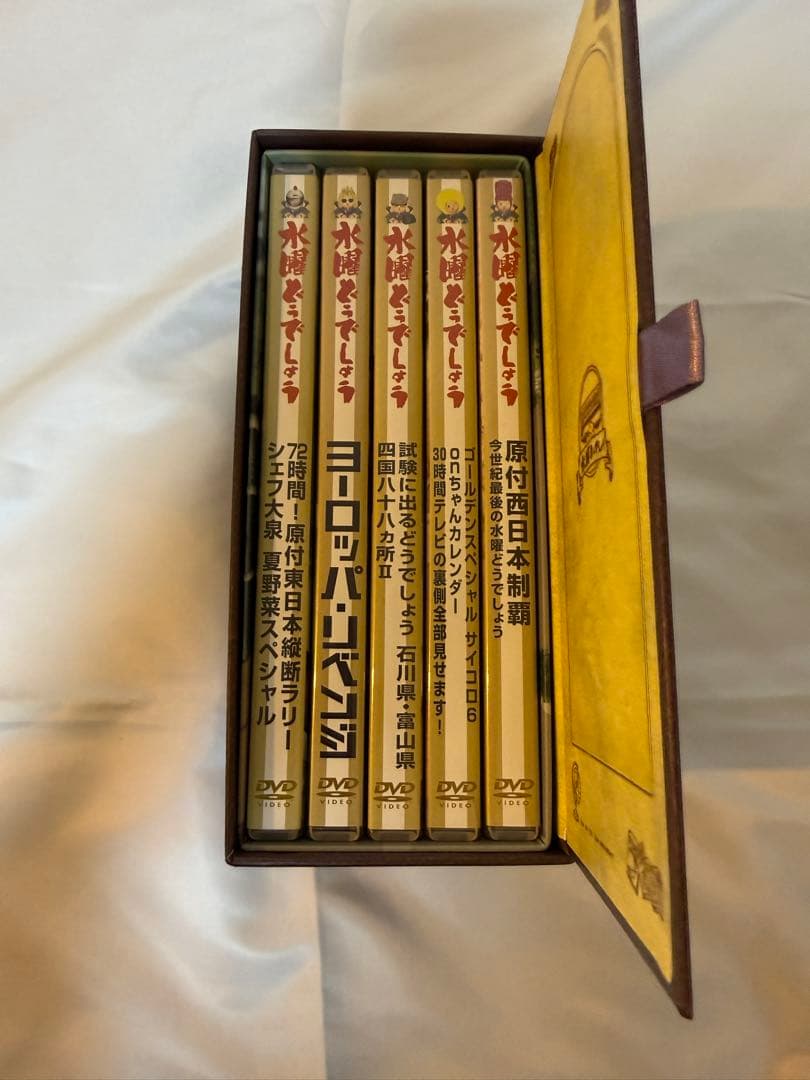 水曜どうでしょう
72時間!原付東日本縦断ラリー
シェフ大泉 夏野菜スペシャル
DVD
VIDEO
水曜どうでしょう
ヨーロッパ・リベンジ
DVD
VIDEO
水曜どうでしょう
試験に出るどうでしょう 石川県・富山県
四国八十八ヵ所II
DVD
VIDEO
水曜どうでしょう
ゴールデンスペシャル サイコロ6
onちゃんカレンダー
30時間テレビの裏側全部見せます!
DVD
VIDEO
水曜どうでしょう
原付西日本制覇
今世紀最後の水曜どうでしょう
DVD
VIDEO